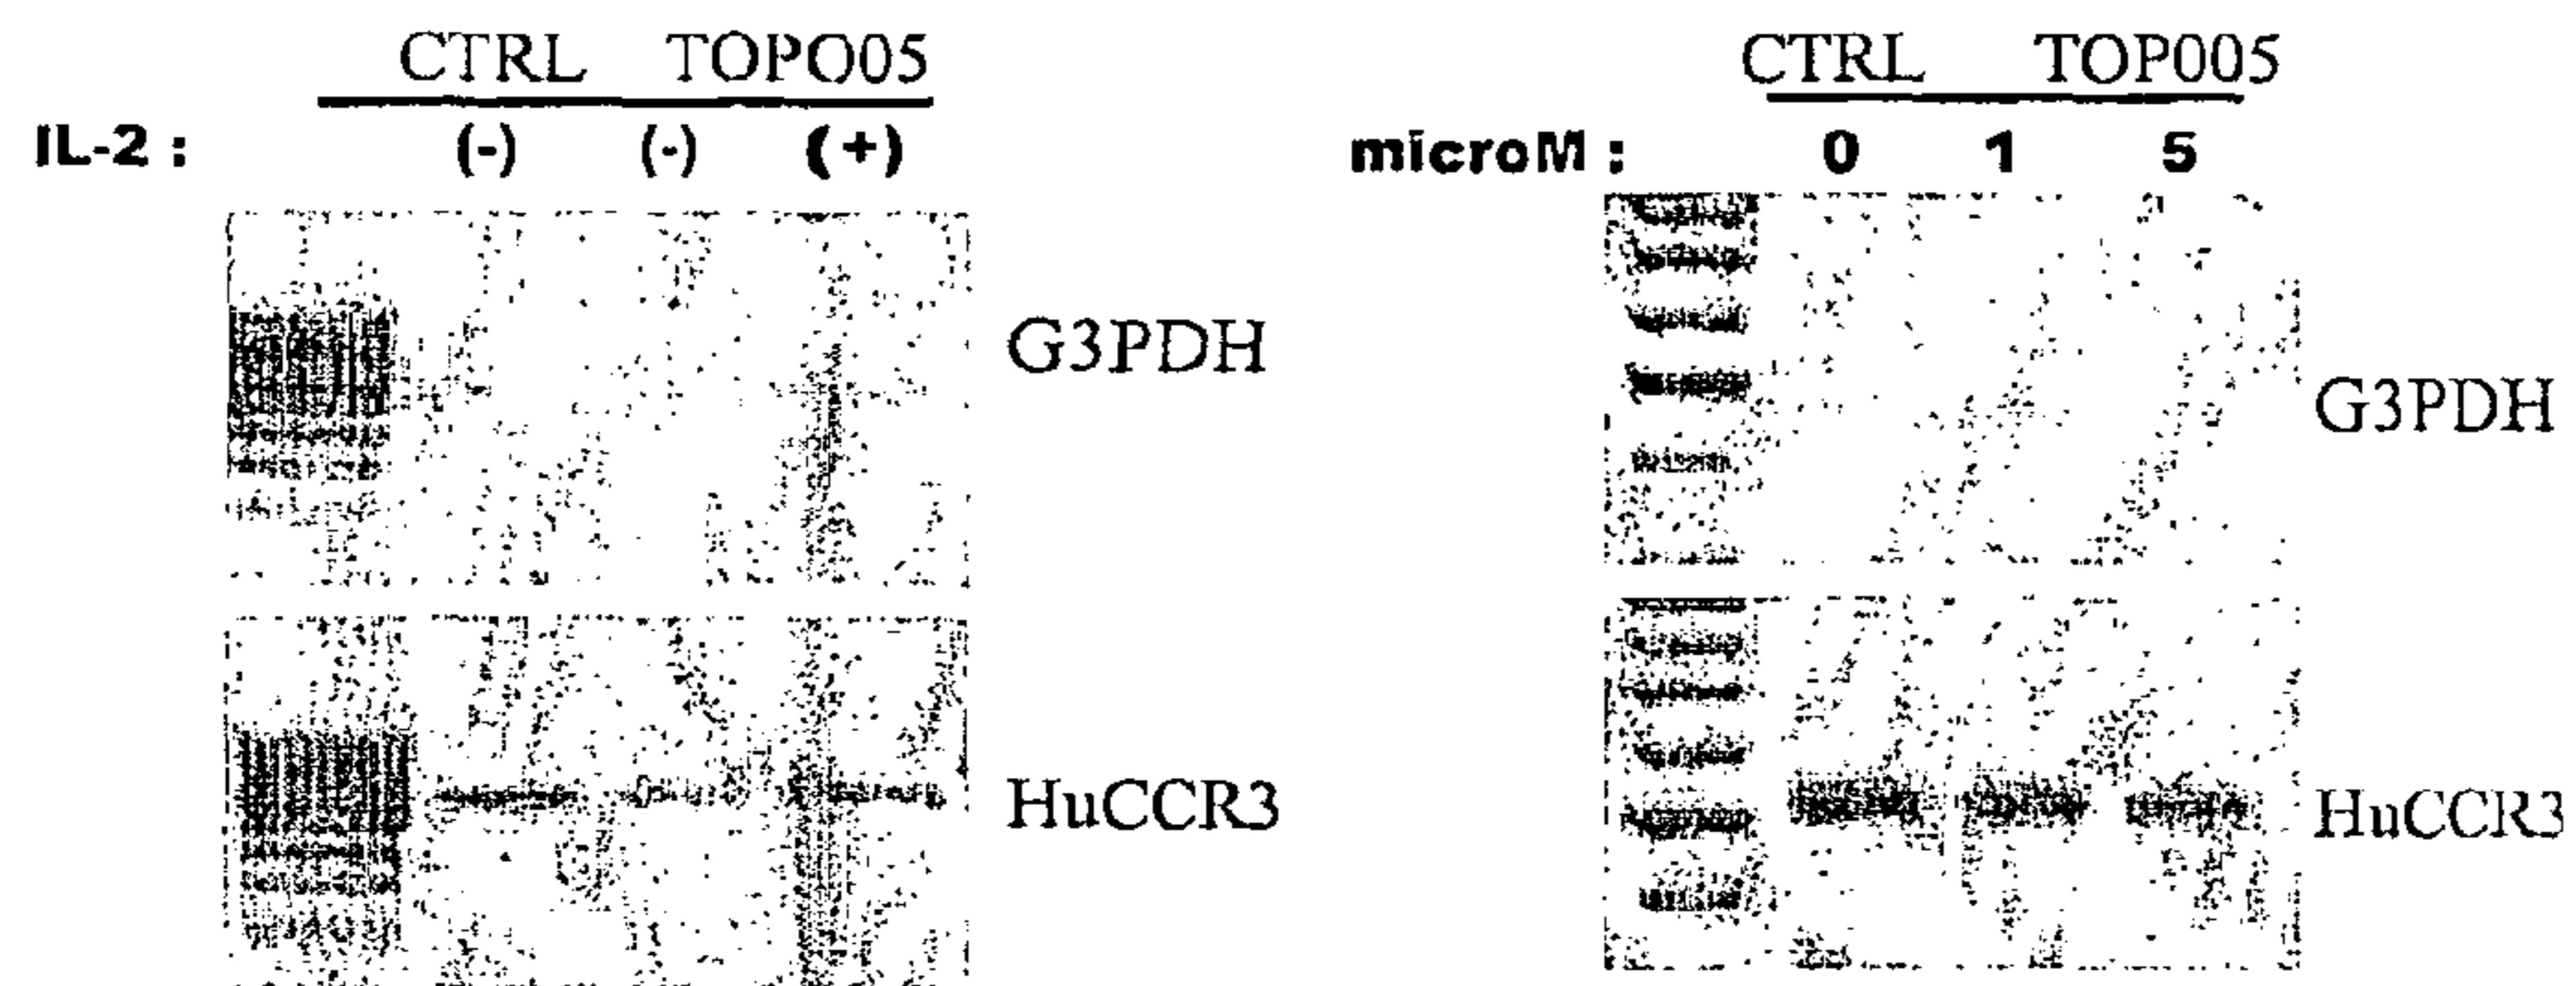 CTRL TOPO05
IL-2 : (-) (-) (+)
G3PDH
HuCCR3
CTRL TOP005
microM : 0 1 5
G3PDH
HuCCR3